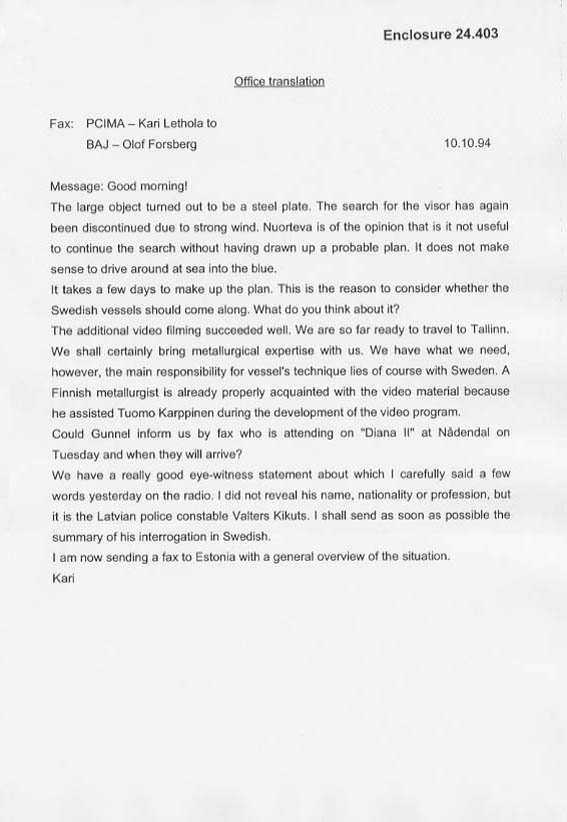 Enclosure 24.403
Office translation
Fax: PCIMA – Kari Lethola to
BAJ – Olof Forsberg 10.10.94
Message: Good morning!
The large object turned out to be a steel plate. The search for the visor has again
been discontinued due to strong wind. Nuorteva is of the opinion that is it not useful
to continue the search without having drawn up a probable plan. It does not make
sense to drive around at sea into the blue.
It takes a few days to make up the plan. This is the reason to consider whether the
Swedish vessels should come along. What do you think about it?
The additional video filming succeeded well. We are so far ready to travel to Tallinn.
We shall certainly bring metallurgical expertise with us. We have what we need,
however, the main responsibility for vessel's technique lies of course with Sweden. A
Finnish metallurgist is already properly acquainted with the video material because
he assisted Tuomo Karppinen during the development of the video program.
Could Gunnel inform us by fax who is attending on "Diana II" at Nådendal on
Tuesday and when they will arrive?
We have a really good eye-witness statement about which I carefully said a few
words yesterday on the radio. I did not reveal his name, nationality or profession, but
it is the Latvian police constable Valters Kikuts. I shall send as soon as possible the
summary of his interrogation in Swedish.
I am now sending a fax to Estonia with a general overview of the situation.
Kari